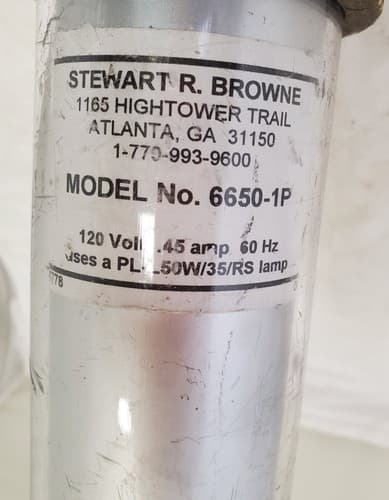 STEWART R. BROWNE
1165 HIGHTOWER TRAIL
ATLANTA, GA 31150
1-770-993-9600
MODEL No. 6650-1P
120 Volt .45 amp 60 Hz
uses a PL- L50W/35/RS lamp